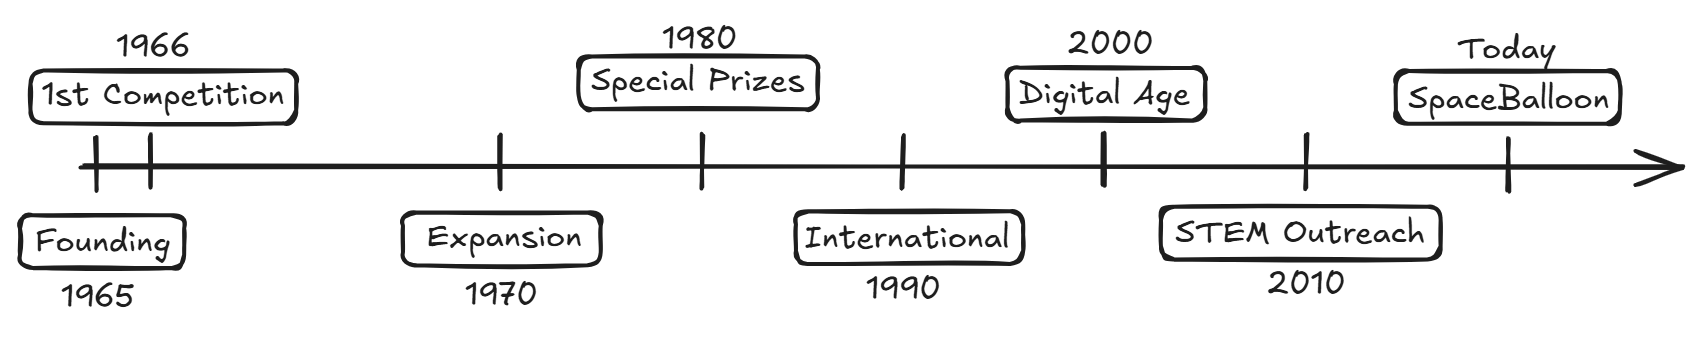 1966
1st Competition
1980
Special Prizes
2000
Digital Age
Today
SpaceBalloon
Founding
1965
Expansion
1970
International
1990
STEM Outreach
2010